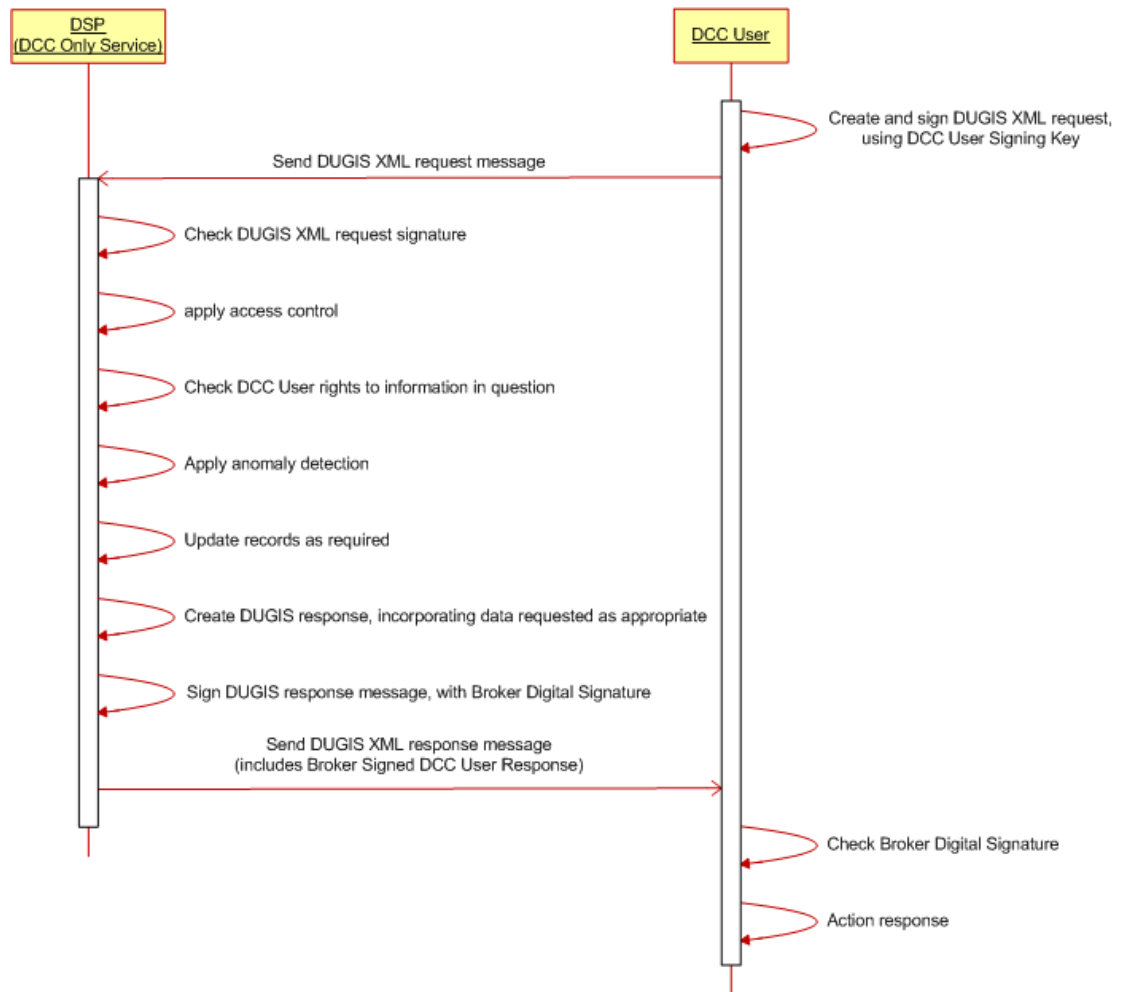 DSP
(DCC Only Service)
DCC User
Create and sign DUGIS XML request,
using DCC User Signing Key
Send DUGIS XML request message
Check DUGIS XML request signature
apply access control
Check DCC User rights to information in question
Apply anomaly detection
Update records as required
Create DUGIS response, incorporating data requested as appropriate
Sign DUGIS response message, with Broker Digital Signature
Send DUGIS XML response message
(includes Broker Signed DCC User Response)
Check Broker Digital Signature
Action response